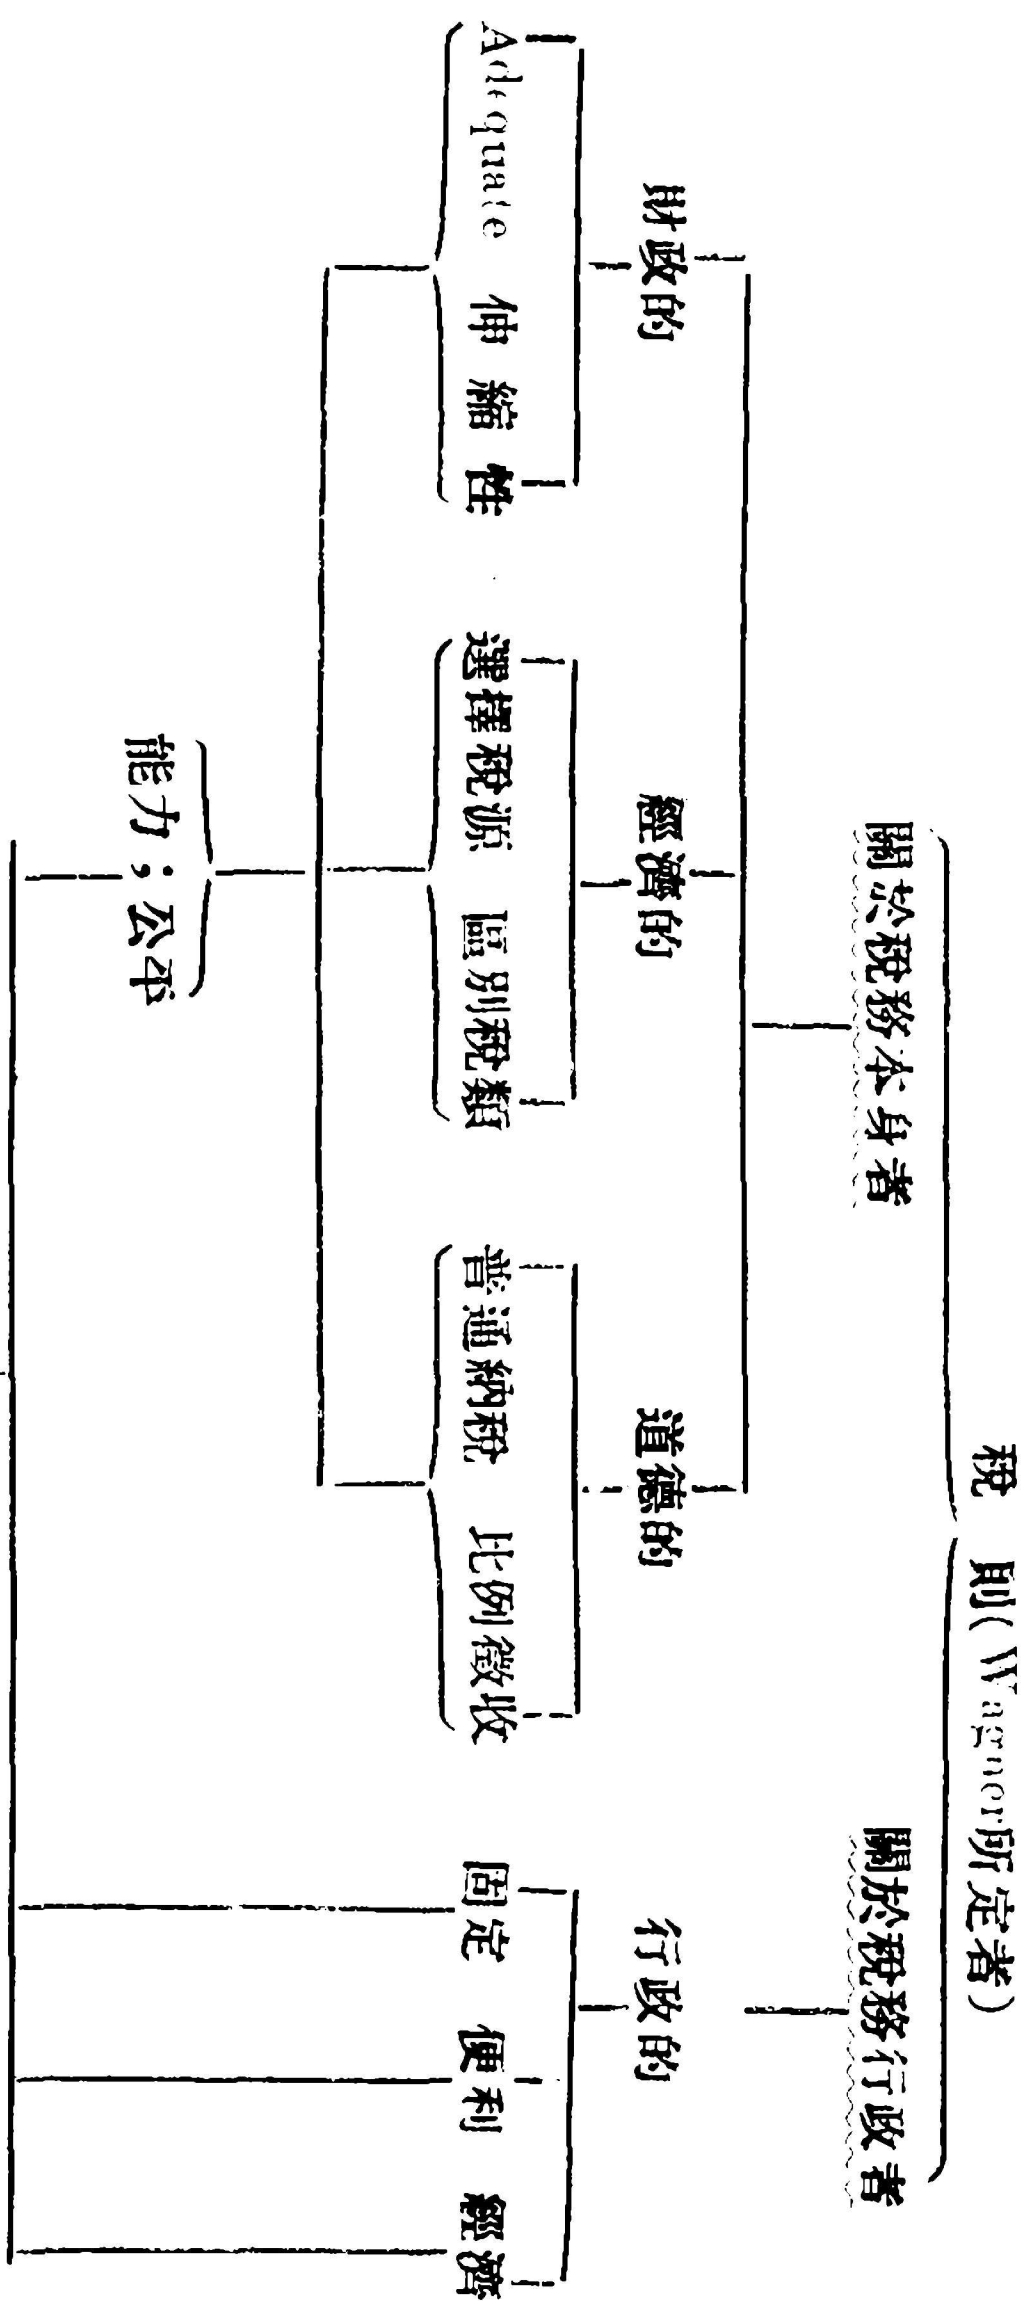 稅　則(Wagner所定者)
關於稅務本身者　關於稅務行政者
財政的　經濟的　道德的　行政的
Adequate　伸縮性　選擇稅源　區別稅類　普通納稅　比例徵收　固定　便利　經濟
能力；公平